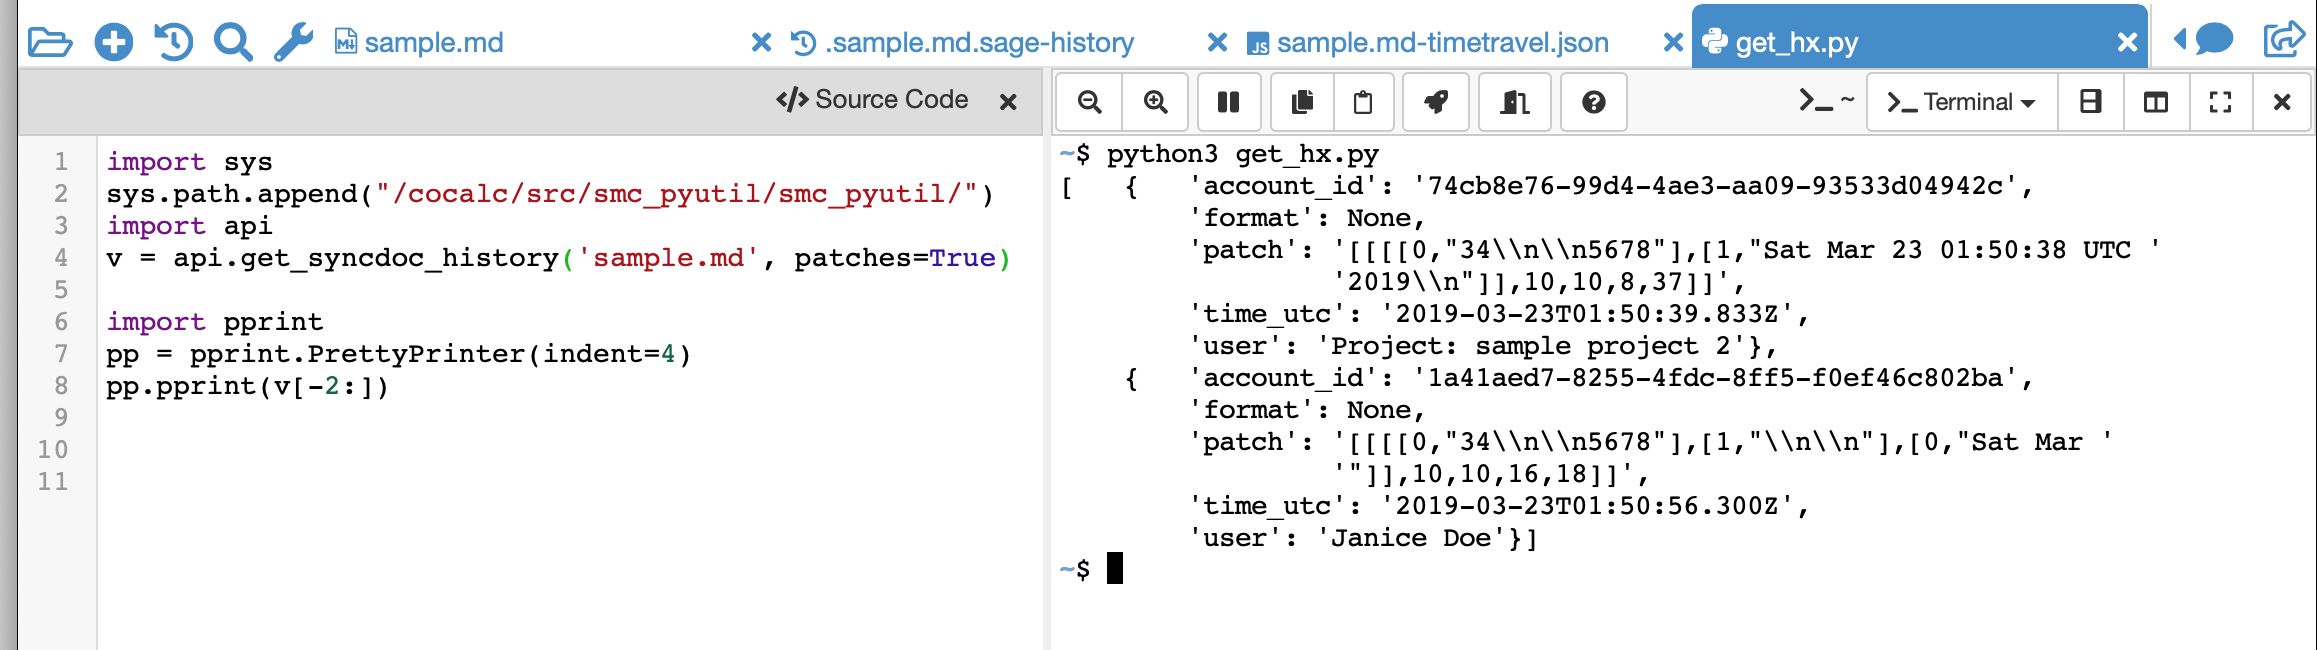 sample.md .sample.md.sage-history sample.md-timetravel.json get_hx.py
</> Source Code
~ Terminal
1 import sys
2 sys.path.append("/cocalc/src/smc_pyutil/smc_pyutil/")
3 import api
4 v = api.get_syncdoc_history('sample.md', patches=True)
5
6 import pprint
7 pp = pprint.PrettyPrinter(indent=4)
8 pp.pprint(v[-2:])
9
10
11
~$ python3 get_hx.py
[   {   'account_id': '74cb8e76-99d4-4ae3-aa09-93533d04942c',
        'format': None,
        'patch': '[[[[0,"34\\n\\n5678"],[1,"Sat Mar 23 01:50:38 UTC '
                 '2019\\n"]],10,10,8,37]]',
        'time_utc': '2019-03-23T01:50:39.833Z',
        'user': 'Project: sample project 2'},
    {   'account_id': '1a41aed7-8255-4fdc-8ff5-f0ef46c802ba',
        'format': None,
        'patch': '[[[[0,"34\\n\\n5678"],[1,"\\n\\n"],[0,"Sat Mar '
                 '"]],10,10,16,18]]',
        'time_utc': '2019-03-23T01:50:56.300Z',
        'user': 'Janice Doe'}]
~$